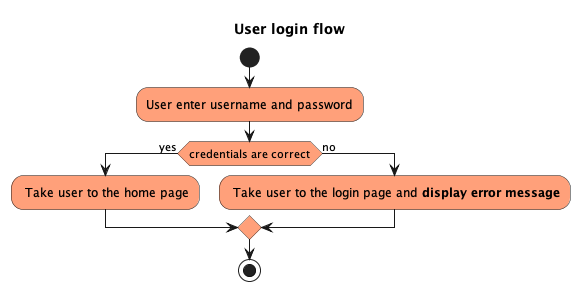 User login flow
User enter username and password
yes
credentials are correct
no
Take user to the home page
Take user to the login page and display error message